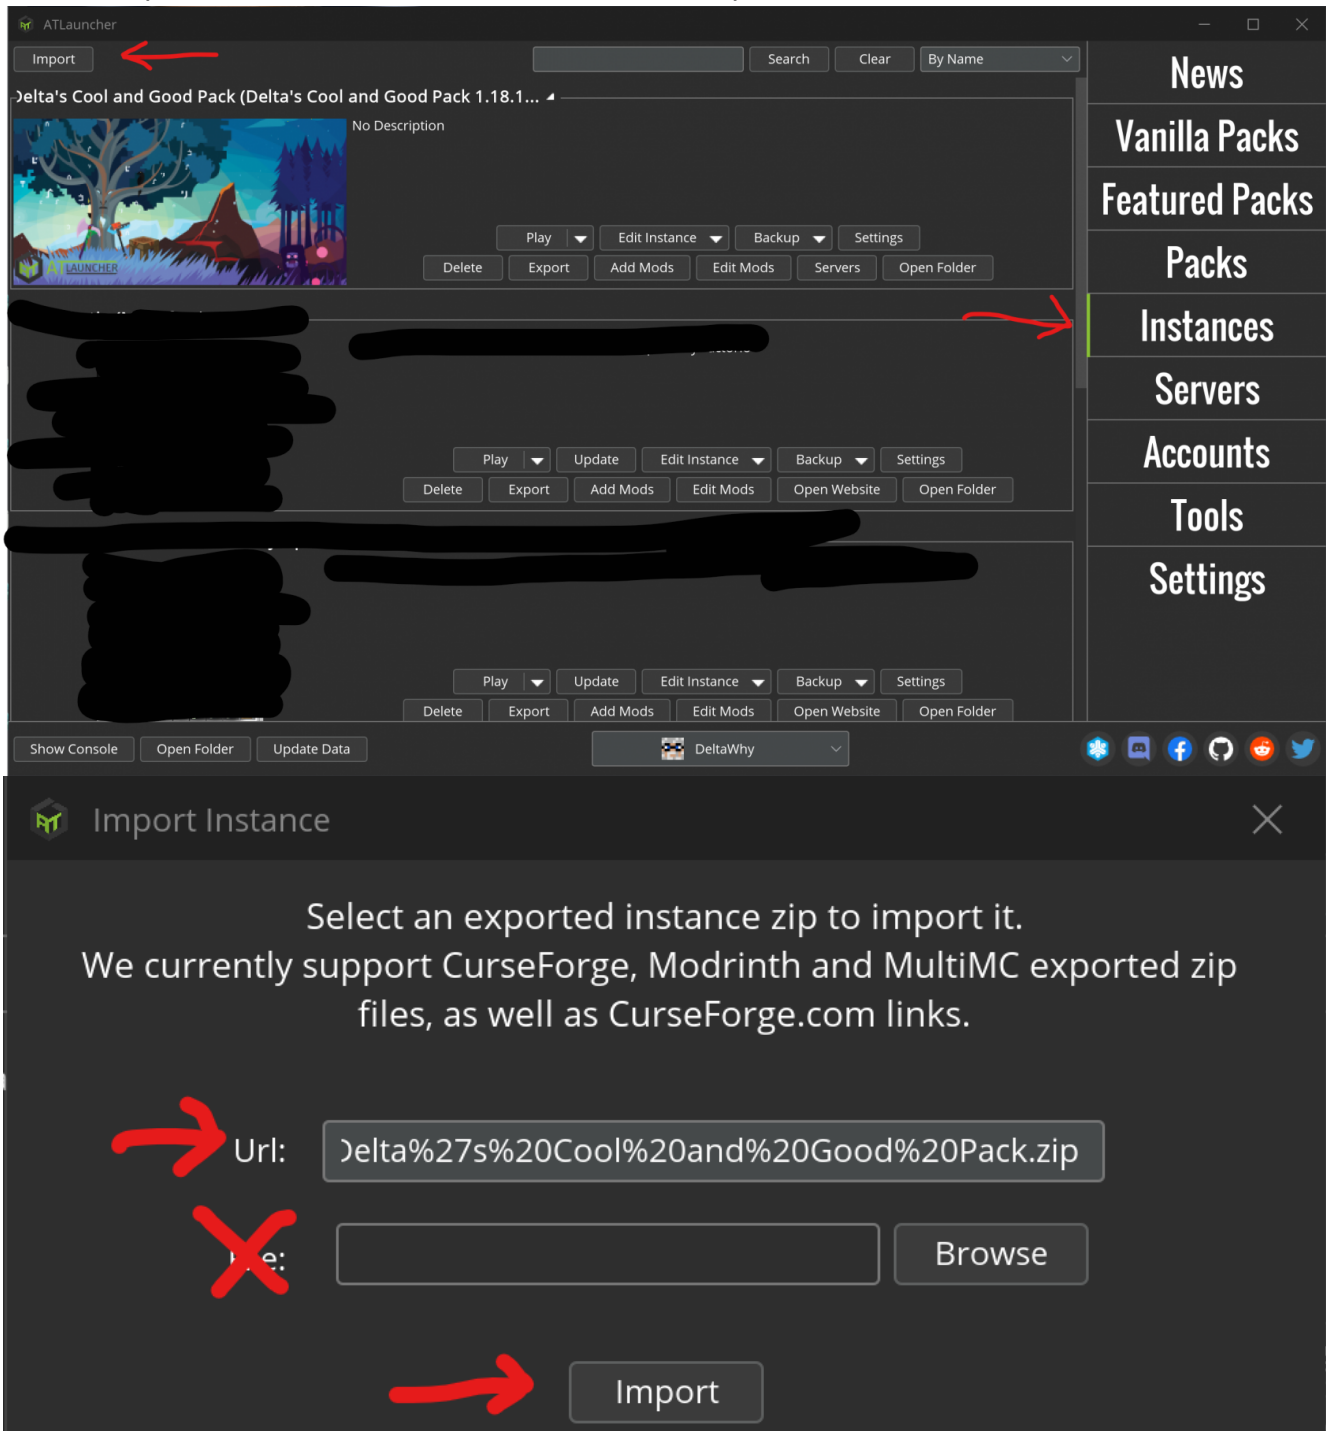 ATLauncher
Import
Search
Clear
By Name
Delta's Cool and Good Pack (Delta's Cool and Good Pack 1.18.1...
No Description
Play
Edit Instance
Backup
Settings
Delete
Export
Add Mods
Edit Mods
Servers
Open Folder
ATLAUNCHER
Play
Update
Edit Instance
Backup
Settings
Delete
Export
Add Mods
Edit Mods
Open Website
Open Folder
Play
Update
Edit Instance
Backup
Settings
Delete
Export
Add Mods
Edit Mods
Open Website
Open Folder
News
Vanilla Packs
Featured Packs
Packs
Instances
Servers
Accounts
Tools
Settings
Show Console
Open Folder
Update Data
DeltaWhy
Import Instance
Select an exported instance zip to import it.
We currently support CurseForge, Modrinth and MultiMC exported zip
files, as well as CurseForge.com links.
Url:
Delta%27s%20Cool%20and%20Good%20Pack.zip
Browse
Import